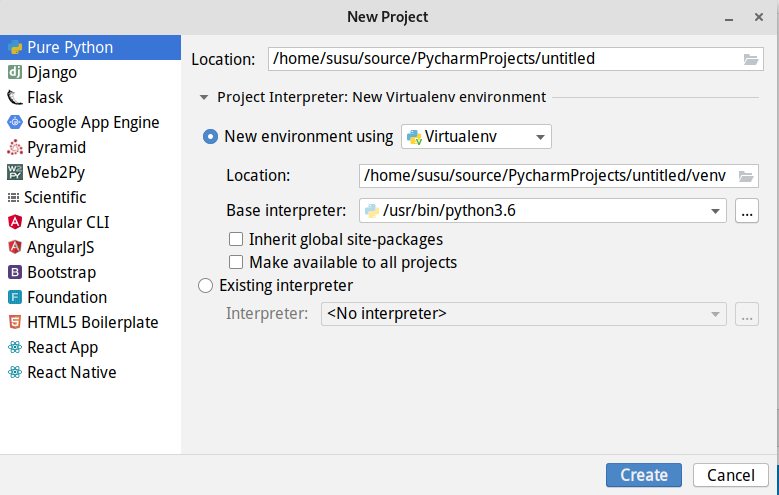 New Project
Pure Python
Django
Flask
Google App Engine
Pyramid
Web2Py
Scientific
Angular CLI
AngularJS
Bootstrap
Foundation
HTML5 Boilerplate
React App
React Native
Location: /home/susu/source/PycharmProjects/untitled
Project Interpreter: New Virtualenv environment
New environment using Virtualenv
Location: /home/susu/source/PycharmProjects/untitled/venv
Base interpreter: /usr/bin/python3.6 ...
Inherit global site-packages
Make available to all projects
Existing interpreter
Interpreter: <No interpreter> ...
Create Cancel